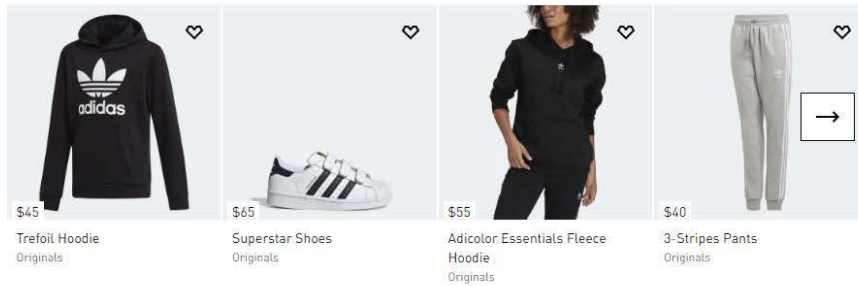 adidas
$45
Trefoil Hoodie
Originals
$65
Superstar Shoes
Originals
$55
Adicolor Essentials Fleece
Hoodie
Originals
$40
3-Stripes Pants
Originals